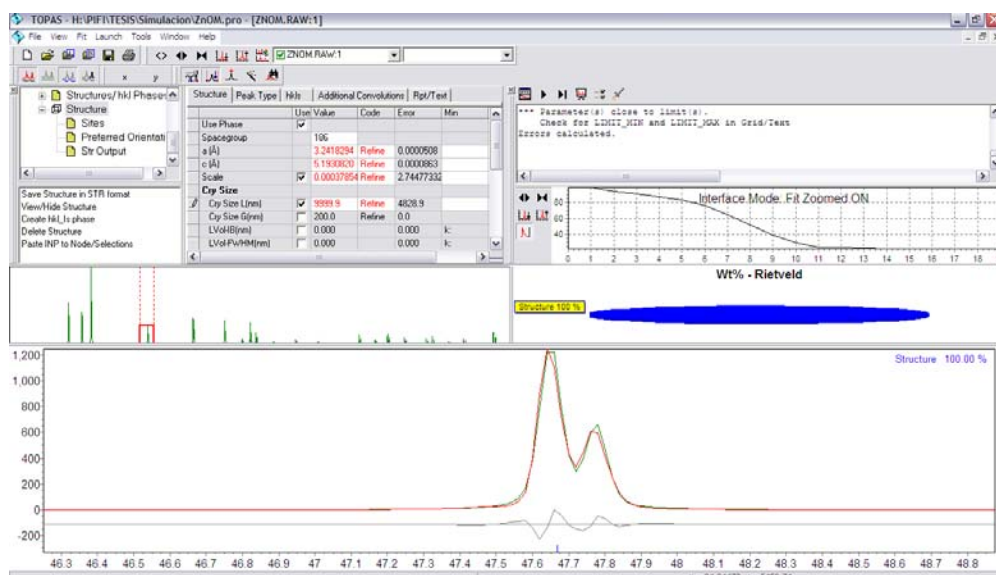 TOPAS - H:\PIFI\TESIS\Simulacion\ZnOM.pro - [ZNOM.RAW:1]
File View Fit Launch Tools Window Help
ZNOM.RAW:1
x y
Structures/hkl Phases
Structure
Sites
Preferred Orientati
Str Output
Save Structure in STR format
View/Hide Structure
Create hkl_Is phase
Delete Structure
Paste INP to Node/Selections
Structure Peak Type hkls Additional Convolutions Rpt/Text
Use Value Code Error Min
Use Phase
Spacegroup 186
a (Å) 3.2418294 Refine 0.0000508
c (Å) 5.1930820 Refine 0.0000863
Scale 0.00037854 Refine 2.74477332
Cry Size
Cry Size L(nm) 9999.9 Refine 4828.9
Cry Size G(nm) 200.0 Refine 0.0
LVol-IB(nm) 0.000 0.000 k:
LVol-FWHM(nm) 0.000 0.000 k:
*** Parameter(s) close to limit(s).
Check for LIMIT_MIN and LIMIT_MAX in Grid/Text
Errors calculated.
Interface Mode: Fit Zoomed ON
80
60
40
0 1 2 3 4 5 6 7 8 9 10 11 12 13 14 15 16 17 18
Wt% - Rietveld
Structure 100 %
Structure 100.00 %
1,200
1,000
800
600
400
200
0
-200
46.3 46.4 46.5 46.6 46.7 46.8 46.9 47 47.1 47.2 47.3 47.4 47.5 47.6 47.7 47.8 47.9 48 48.1 48.2 48.3 48.4 48.5 48.6 48.7 48.8